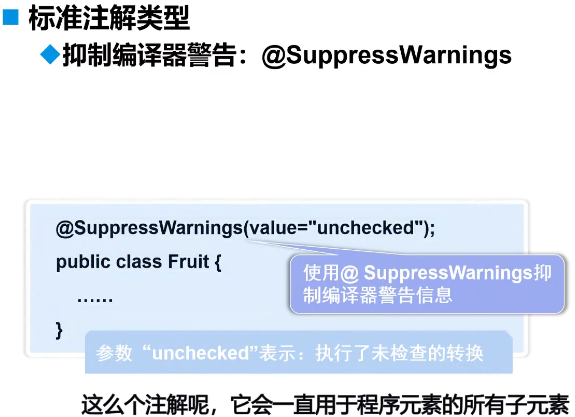 标准注解类型
抑制编译器警告：@SuppressWarnings
@SuppressWarnings(value="unchecked");
public class Fruit {
使用@ SuppressWarnings抑
制编译器警告信息
……
}
参数“unchecked”表示：执行了未检查的转换
这么个注解呢，它会一直用于程序元素的所有子元素